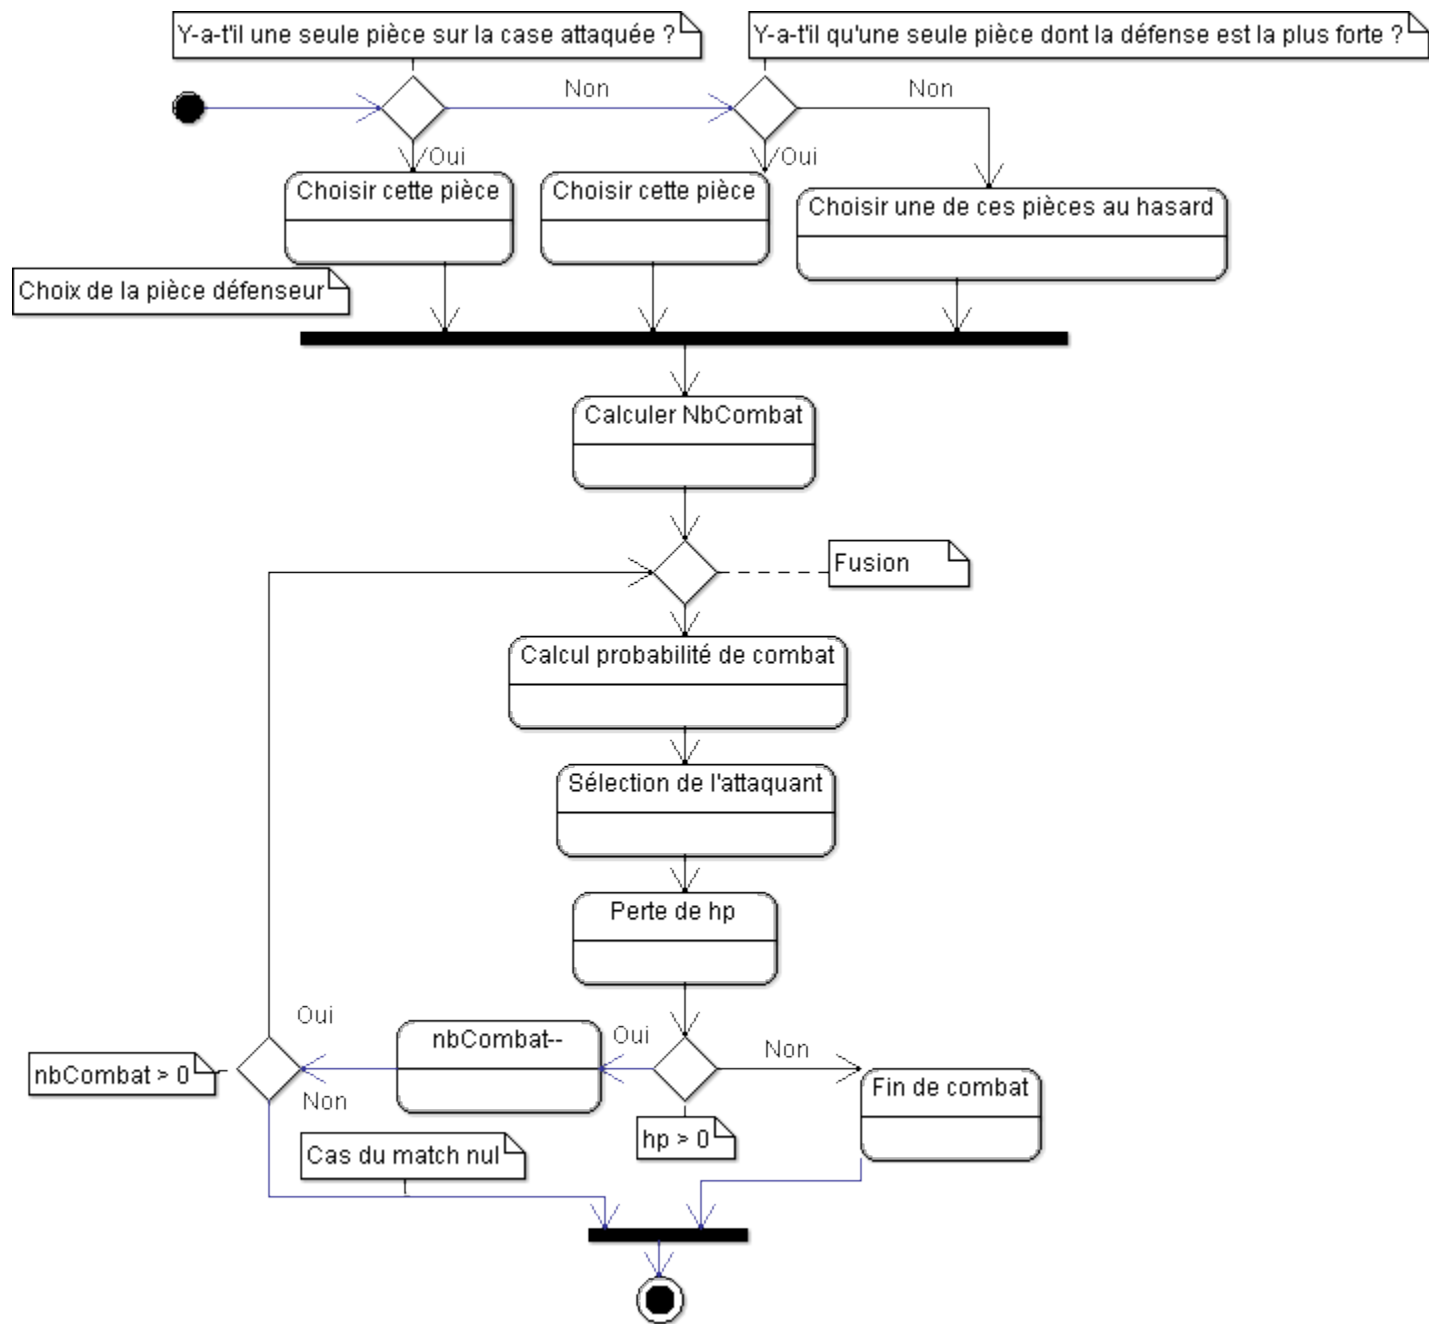 Y-a-t'il une seule pièce sur la case attaquée ?
Y-a-t'il qu'une seule pièce dont la défense est la plus forte ?
Non
Non
Oui
Oui
Choisir cette pièce
Choisir cette pièce
Choisir une de ces pièces au hasard
Choix de la pièce défenseur
Calculer NbCombat
Fusion
Calcul probabilité de combat
Sélection de l'attaquant
Perte de hp
Oui
nbCombat--
Oui
Non
nbCombat > 0
Non
Fin de combat
hp > 0
Cas du match nul